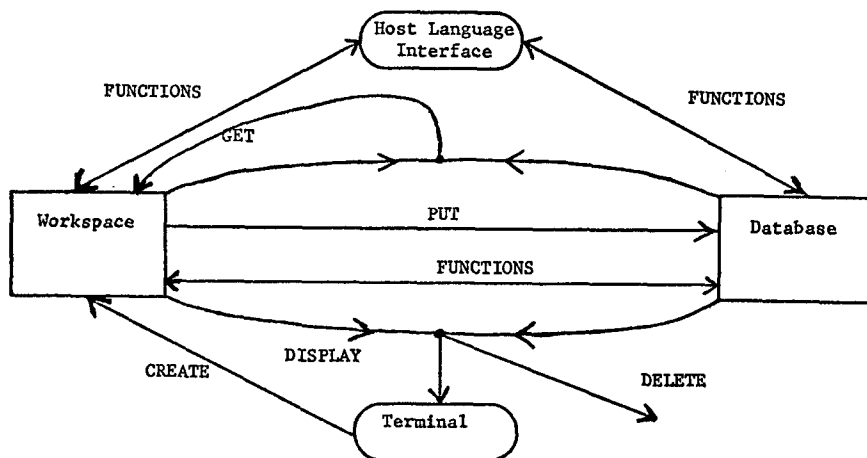 Host Language
Interface
FUNCTIONS
FUNCTIONS
GET
Workspace
PUT
Database
FUNCTIONS
DISPLAY
CREATE
DELETE
Terminal